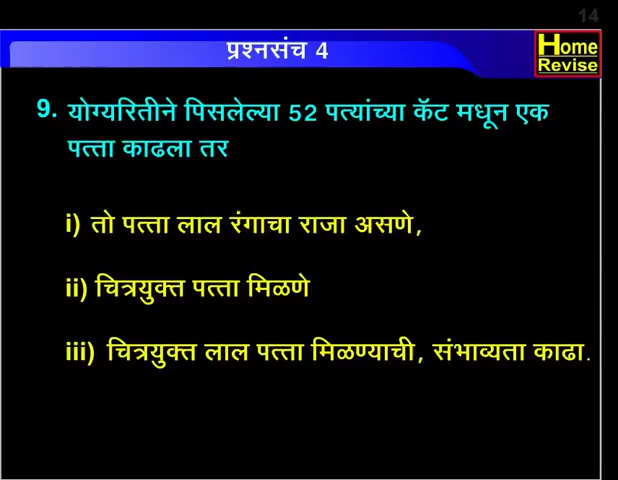 14
प्रश्नसंच 4
Home
Revise
9. योग्यरितीने पिसलेल्या 52 पत्यांच्या कॅट मधून एक
पत्ता काढला तर
i) तो पत्ता लाल रंगाचा राजा असणे,
ii) चित्रयुक्त पत्ता मिळणे
iii) चित्रयुक्त लाल पत्ता मिळण्याची, संभाव्यता काढा.